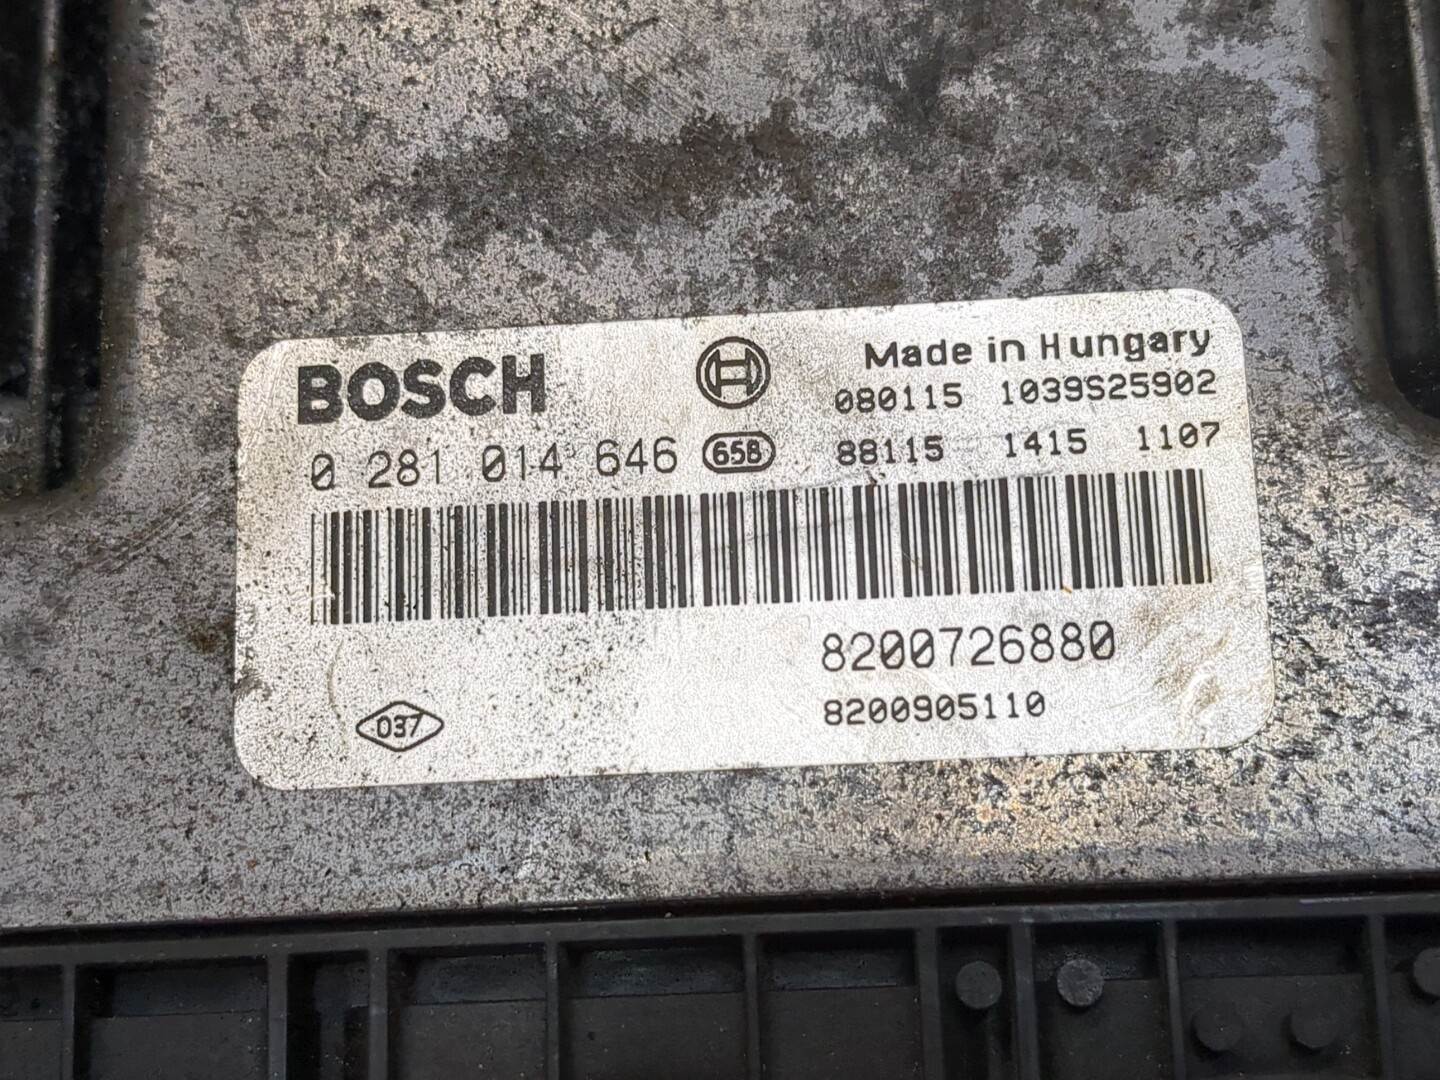 BOSCH
Made in Hungary
080115 1039S25902
0 281 014 646 658 88115 1415 1107
8200726880
037 8200905110